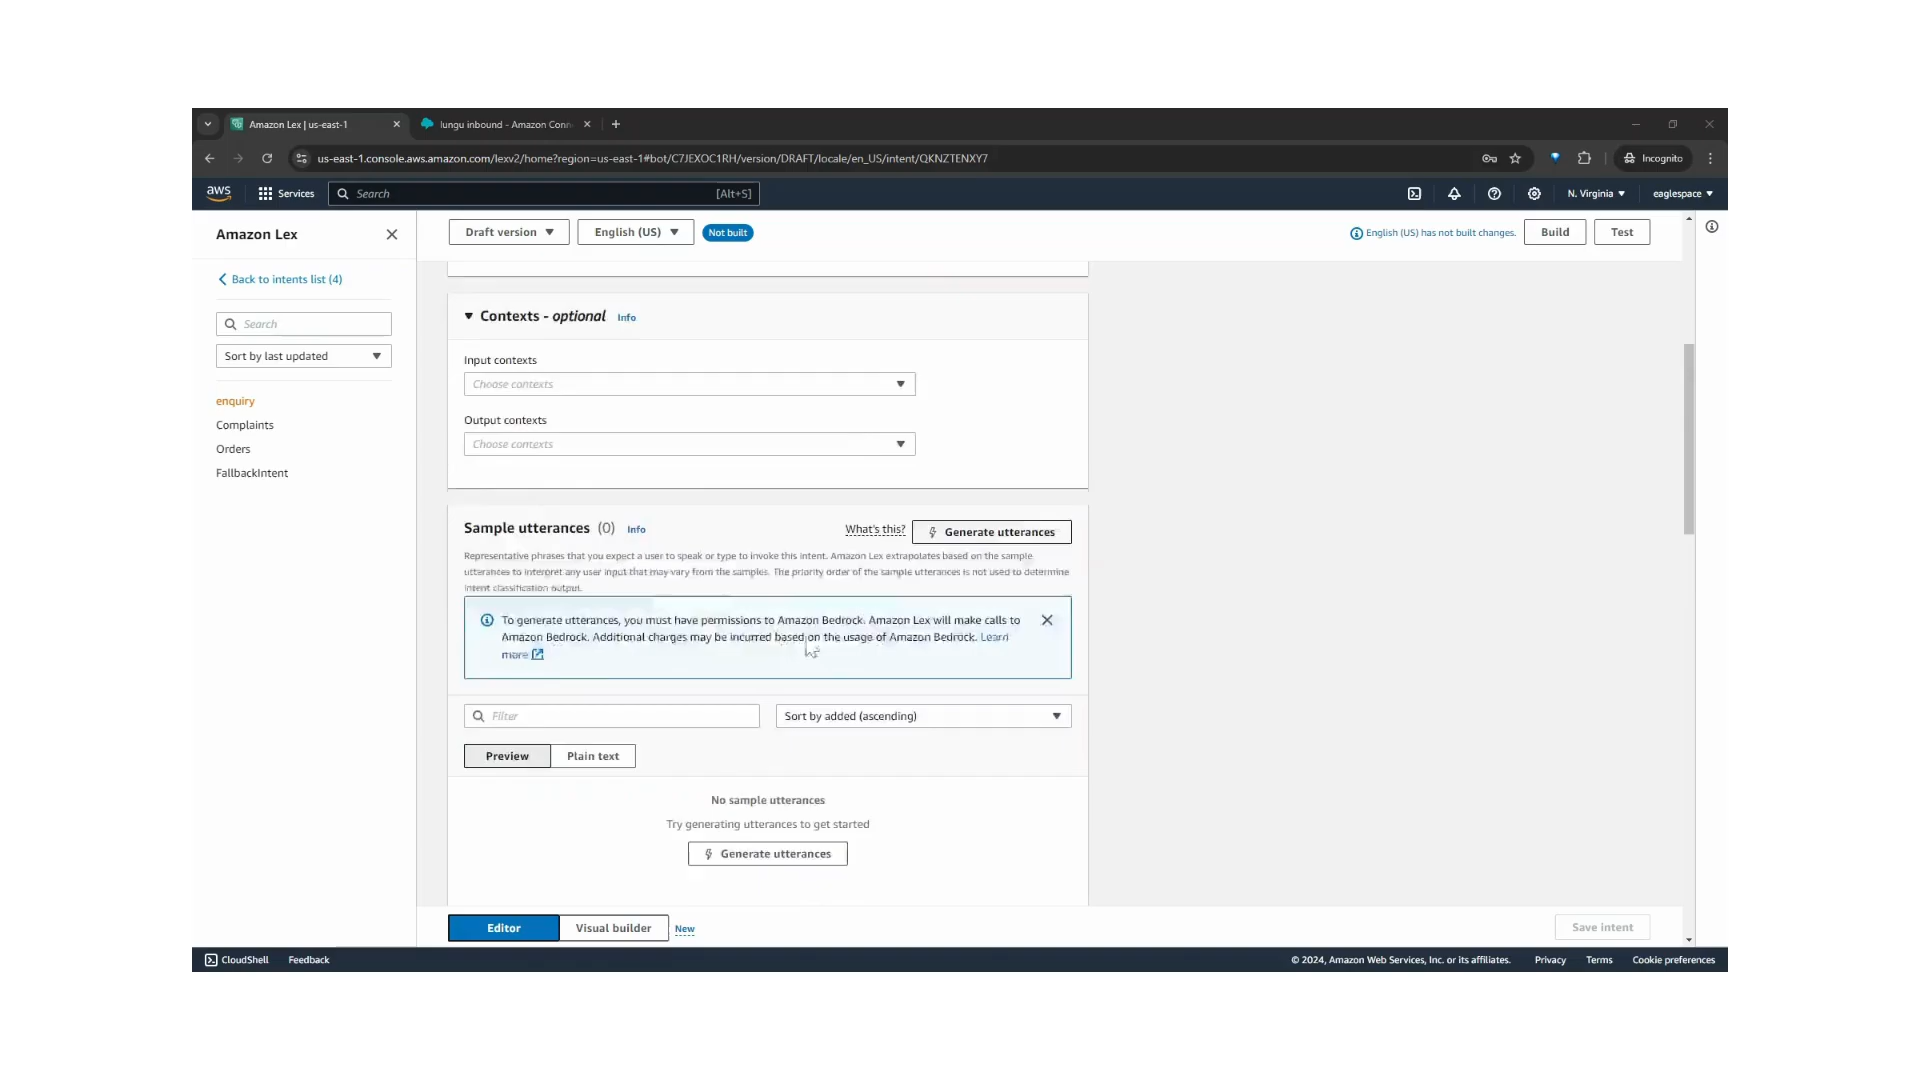 Amazon Lex | us-east-1
lungu inbound - Amazon Conn
us-east-1.console.aws.amazon.com/lexv2/home?region=us-east-1#bot/C7JEXOC1RH/version/DRAFT/locale/en_US/intent/QKNZTENXY7
Incognito
aws
Services
Search
[Alt+S]
N. Virginia
eaglespace
Amazon Lex
Draft version
English (US)
Not built
English (US) has not built changes.
Build
Test
Back to intents list (4)
Search
Sort by last updated
enquiry
Complaints
Orders
FallbackIntent
Contexts - optional
Info
Input contexts
Choose contexts
Output contexts
Choose contexts
Sample utterances (0)
Info
What's this?
Generate utterances
Representative phrases that you expect a user to speak or type to invoke this intent. Amazon Lex extrapolates based on the sample
utterances to interpret any user input that may vary from the samples. The priority order of the sample utterances is not used to determine
intent classification output.
To generate utterances, you must have permissions to Amazon Bedrock. Amazon Lex will make calls to
Amazon Bedrock. Additional charges may be incurred based on the usage of Amazon Bedrock. Learn
more
Filter
Sort by added (ascending)
Preview
Plain text
No sample utterances
Try generating utterances to get started
Generate utterances
Editor
Visual builder
New
Save intent
CloudShell
Feedback
© 2024, Amazon Web Services, Inc. or its affiliates.
Privacy
Terms
Cookie preferences